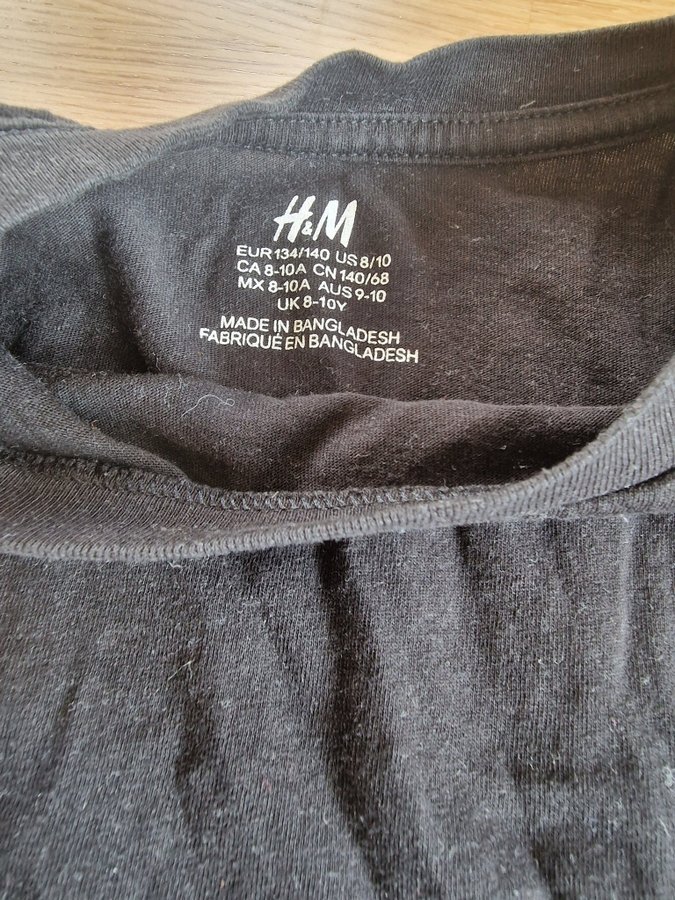 H&M
EUR 134/140 US 8/10
CA 8-10A CN 140/68
MX 8-10A AUS 9-10
UK 8-10Y
MADE IN BANGLADESH
FABRIQUÉ EN BANGLADESH